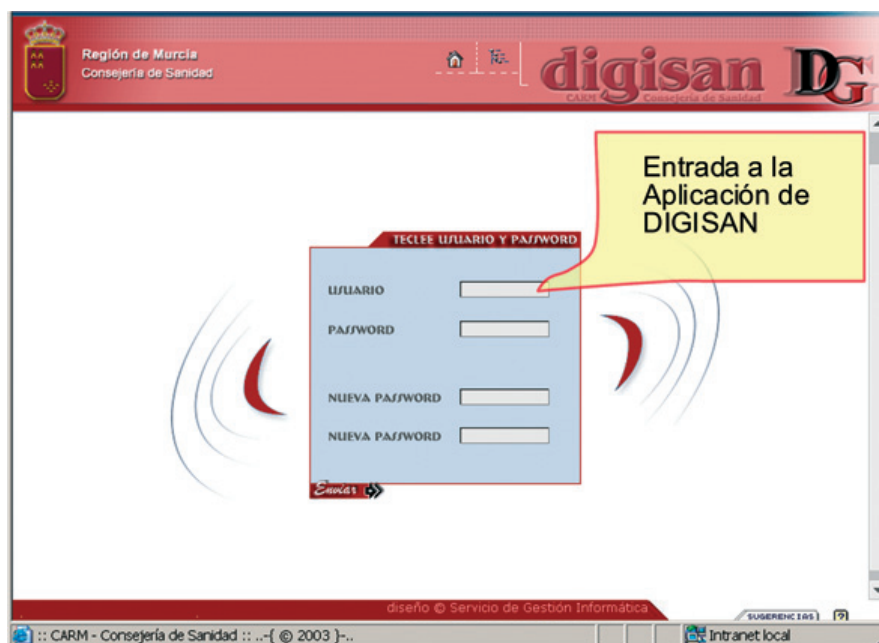 Región de Murcia
Consejería de Sanidad
digisan DG
CARM Consejería de Sanidad
Entrada a la
Aplicación de
DIGISAN
TECLEE USUARIO Y PASSWORD
USUARIO
PASSWORD
NUEVA PASSWORD
NUEVA PASSWORD
Enviar
diseño © Servicio de Gestión Informática
SUGERENCIAS ?
:: CARM - Consejería de Sanidad :: ..-{ © 2003 }-..
Intranet local